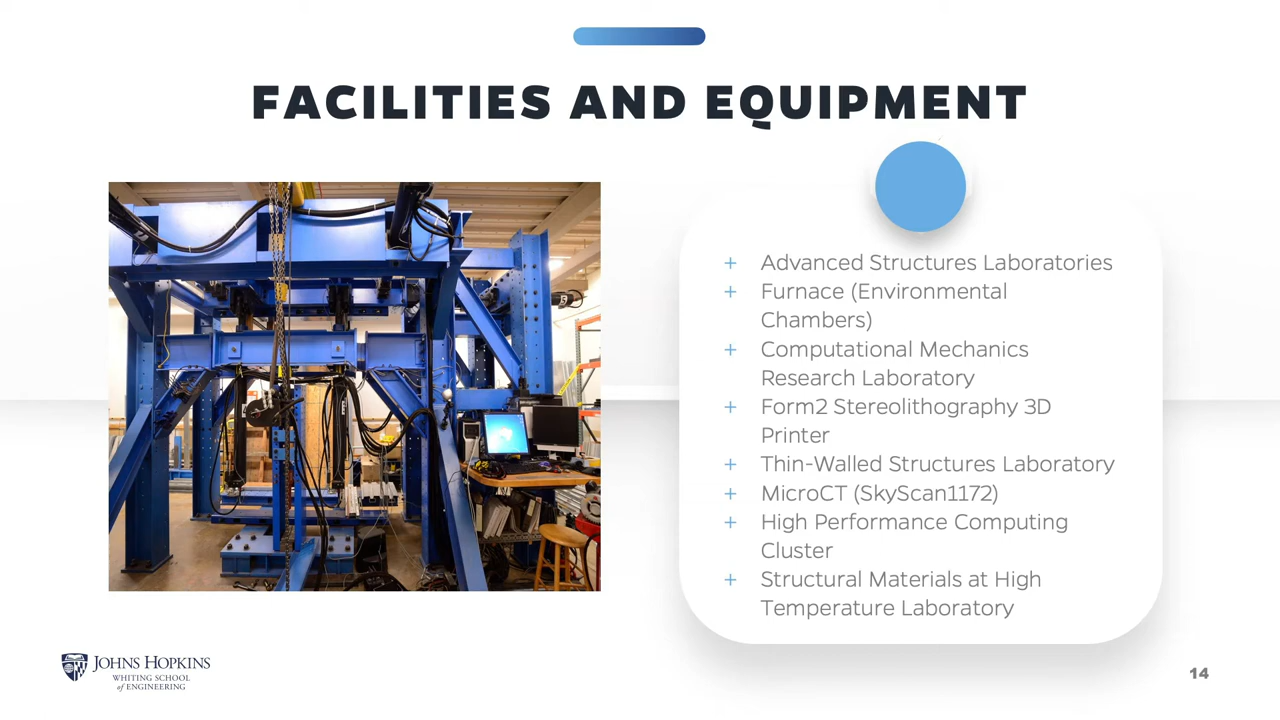 FACILITIES AND EQUIPMENT
+ Advanced Structures Laboratories
+ Furnace (Environmental
Chambers)
+ Computational Mechanics
Research Laboratory
+ Form2 Stereolithography 3D
Printer
+ Thin-Walled Structures Laboratory
+ MicroCT (SkyScan1172)
+ High Performance Computing
Cluster
+ Structural Materials at High
Temperature Laboratory
JOHNS HOPKINS
WHITING SCHOOL
of ENGINEERING
14